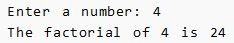 Enter a number: 4
The factorial of 4 is 24